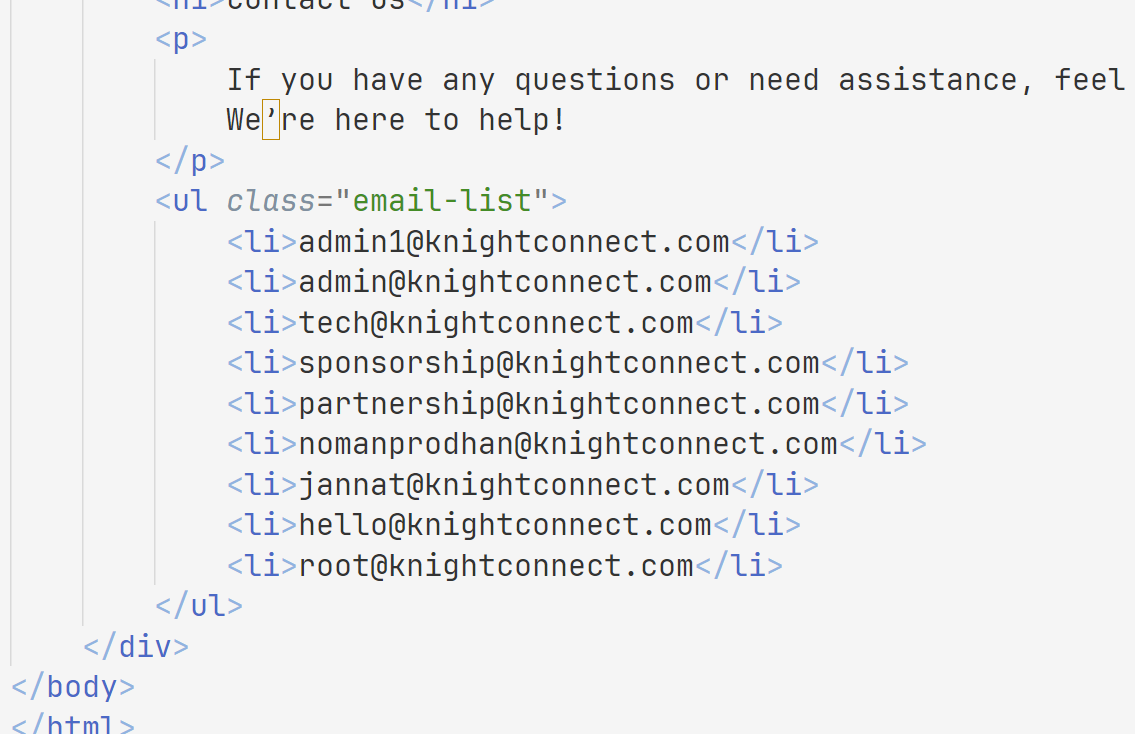 <h1>contact us</h1>
<p>
If you have any questions or need assistance, feel
We’re here to help!
</p>
<ul class="email-list">
<li>admin1@knightconnect.com</li>
<li>admin@knightconnect.com</li>
<li>tech@knightconnect.com</li>
<li>sponsorship@knightconnect.com</li>
<li>partnership@knightconnect.com</li>
<li>nomanprodhan@knightconnect.com</li>
<li>jannat@knightconnect.com</li>
<li>hello@knightconnect.com</li>
<li>root@knightconnect.com</li>
</ul>
</div>
</body>
</html>